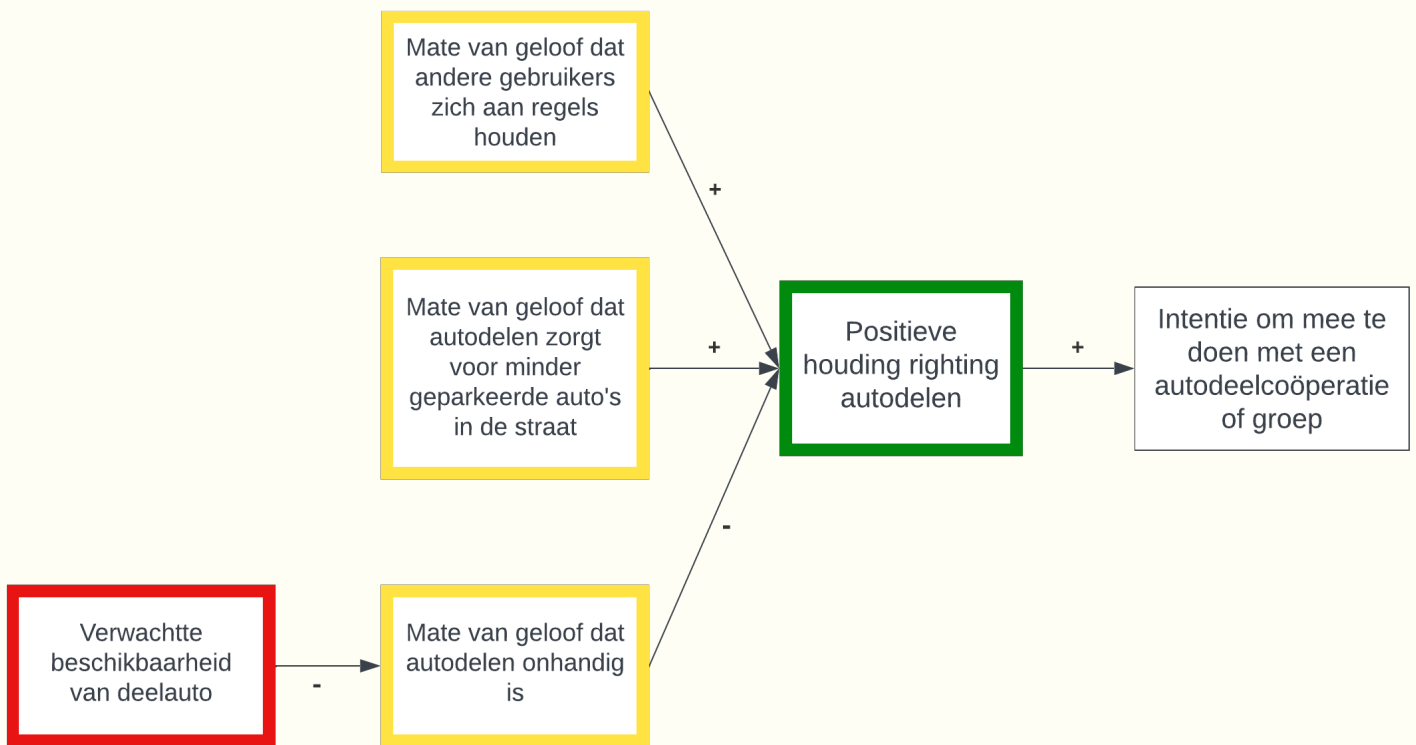 Mate van geloof dat
andere gebruikers
zich aan regels
houden
+
Mate van geloof dat
autodelen zorgt
voor minder
geparkeerde auto's
in de straat
+
Positieve
houding righting
autodelen
+
Intentie om mee te
doen met een
autodeelcoöperatie
of groep
-
Verwachtte
beschikbaarheid
van deelauto
-
Mate van geloof dat
autodelen onhandig
is